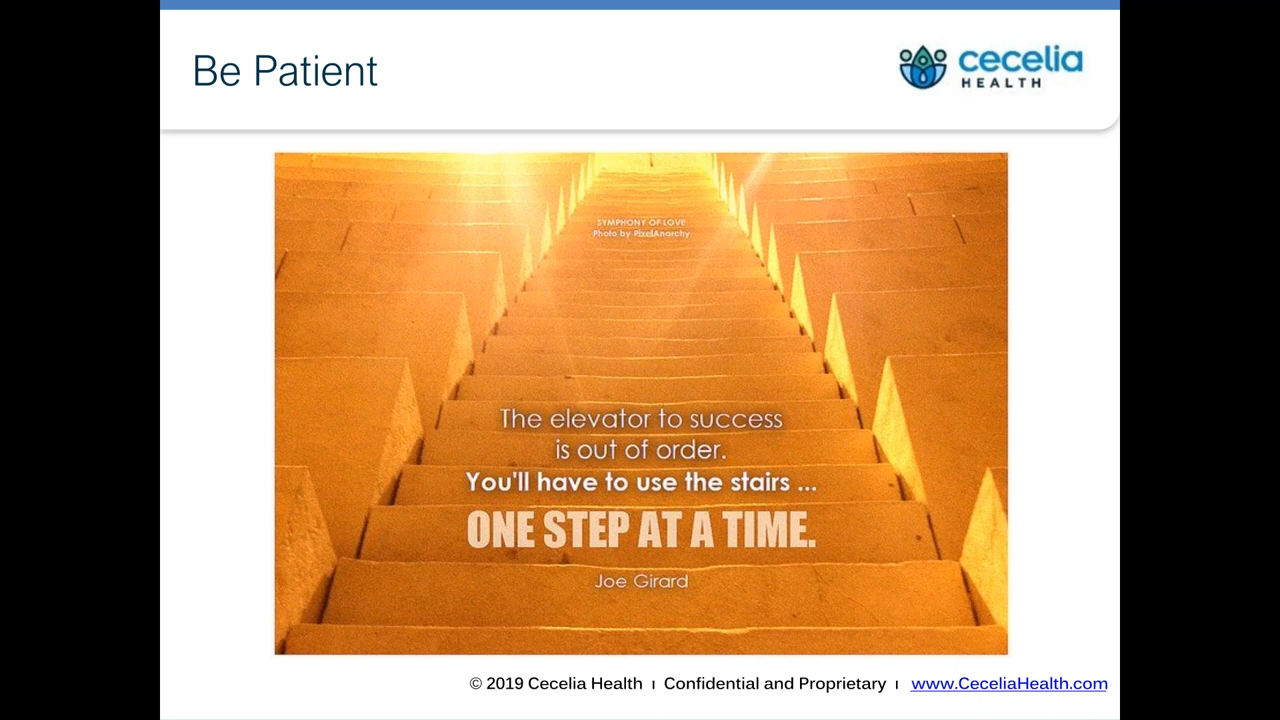 Be Patient
cecelia
HEALTH
SYMPHONY OF LOVE
Photo by PixelAnarchy
The elevator to success
is out of order.
You'll have to use the stairs ...
ONE STEP AT A TIME.
Joe Girard
© 2019 Cecelia Health ı Confidential and Proprietary ı www.CeceliaHealth.com